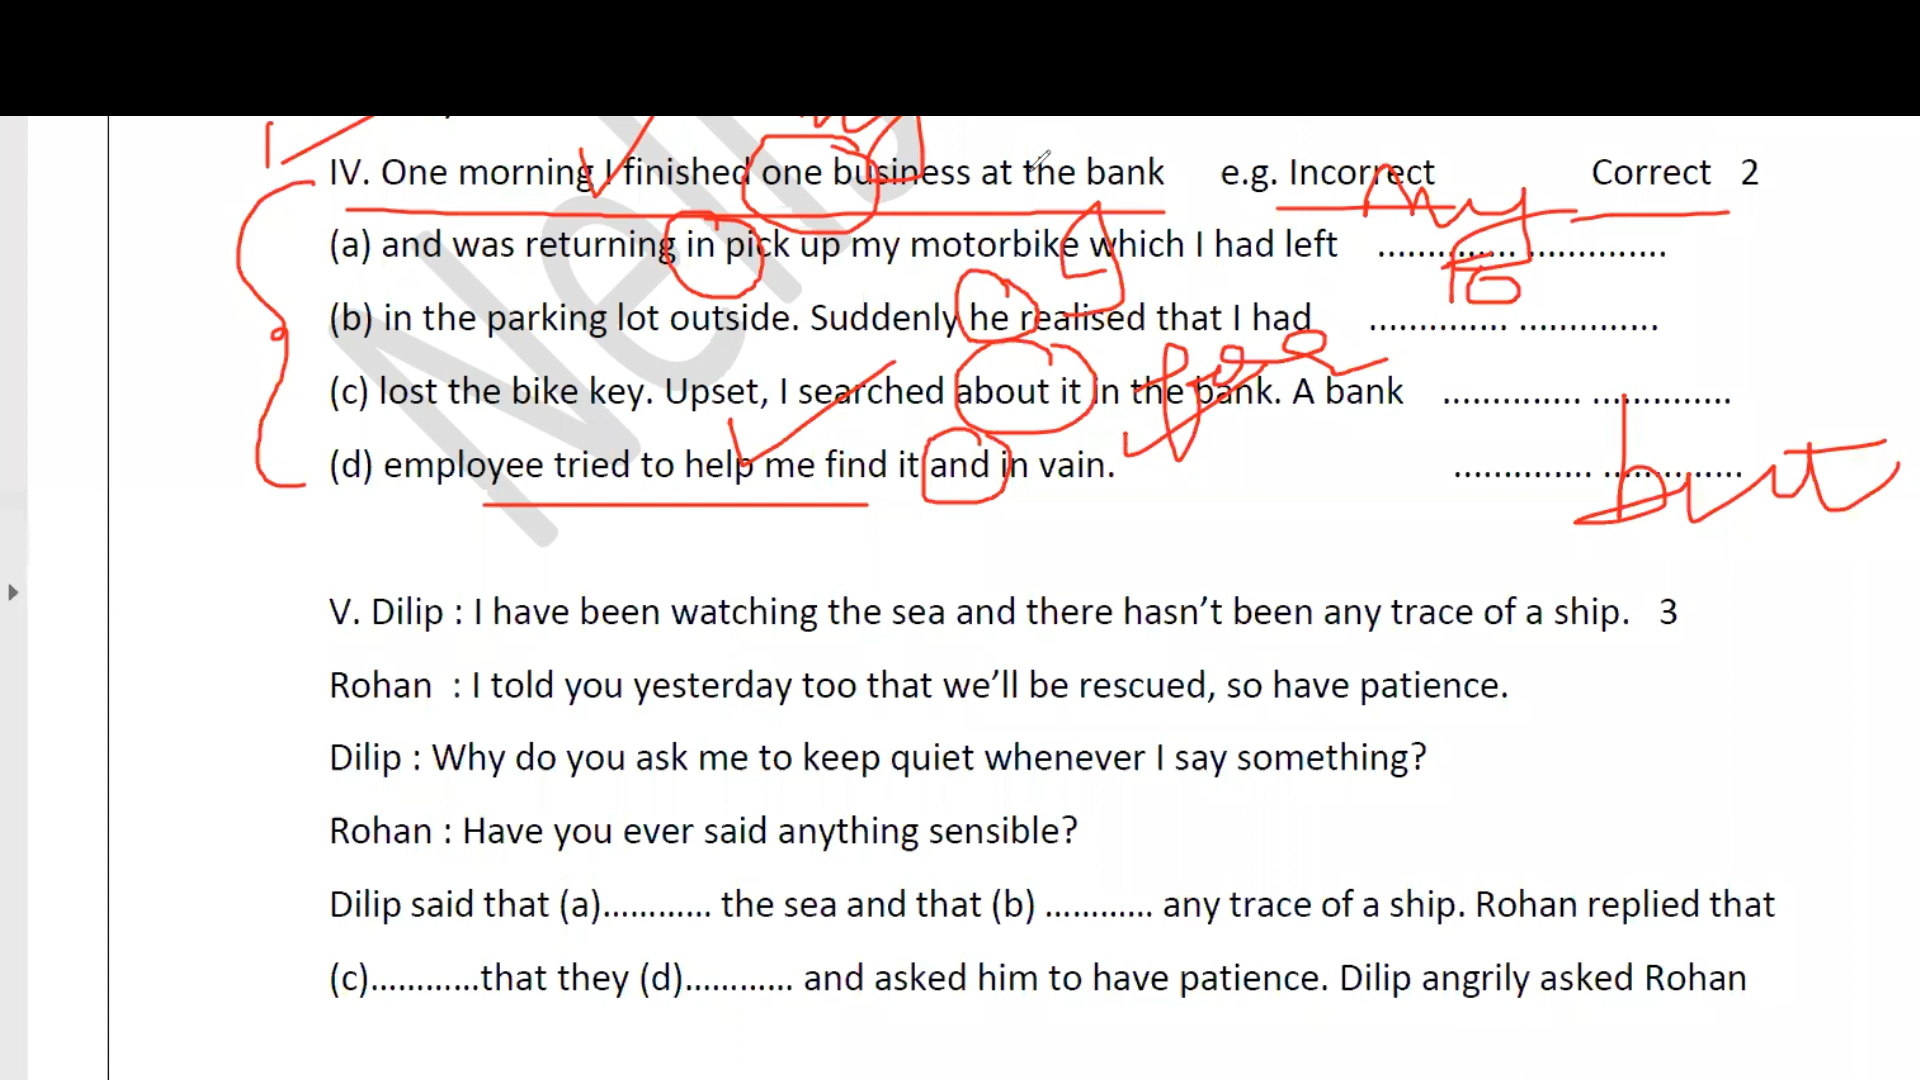 IV. One morning I finished one business at the bank e.g. Incorrect Correct 2
my
(a) and was returning in pick up my motorbike which I had left .............. ..............
to
(b) in the parking lot outside. Suddenly he realised that I had .............. ..............
I
(c) lost the bike key. Upset, I searched about it in the bank. A bank .............. ..............
for
(d) employee tried to help me find it and in vain. .............. ..............
but
V. Dilip : I have been watching the sea and there hasn't been any trace of a ship. 3
Rohan : I told you yesterday too that we'll be rescued, so have patience.
Dilip : Why do you ask me to keep quiet whenever I say something?
Rohan : Have you ever said anything sensible?
Dilip said that (a)............ the sea and that (b) ............ any trace of a ship. Rohan replied that
(c)............that they (d)............ and asked him to have patience. Dilip angrily asked Rohan